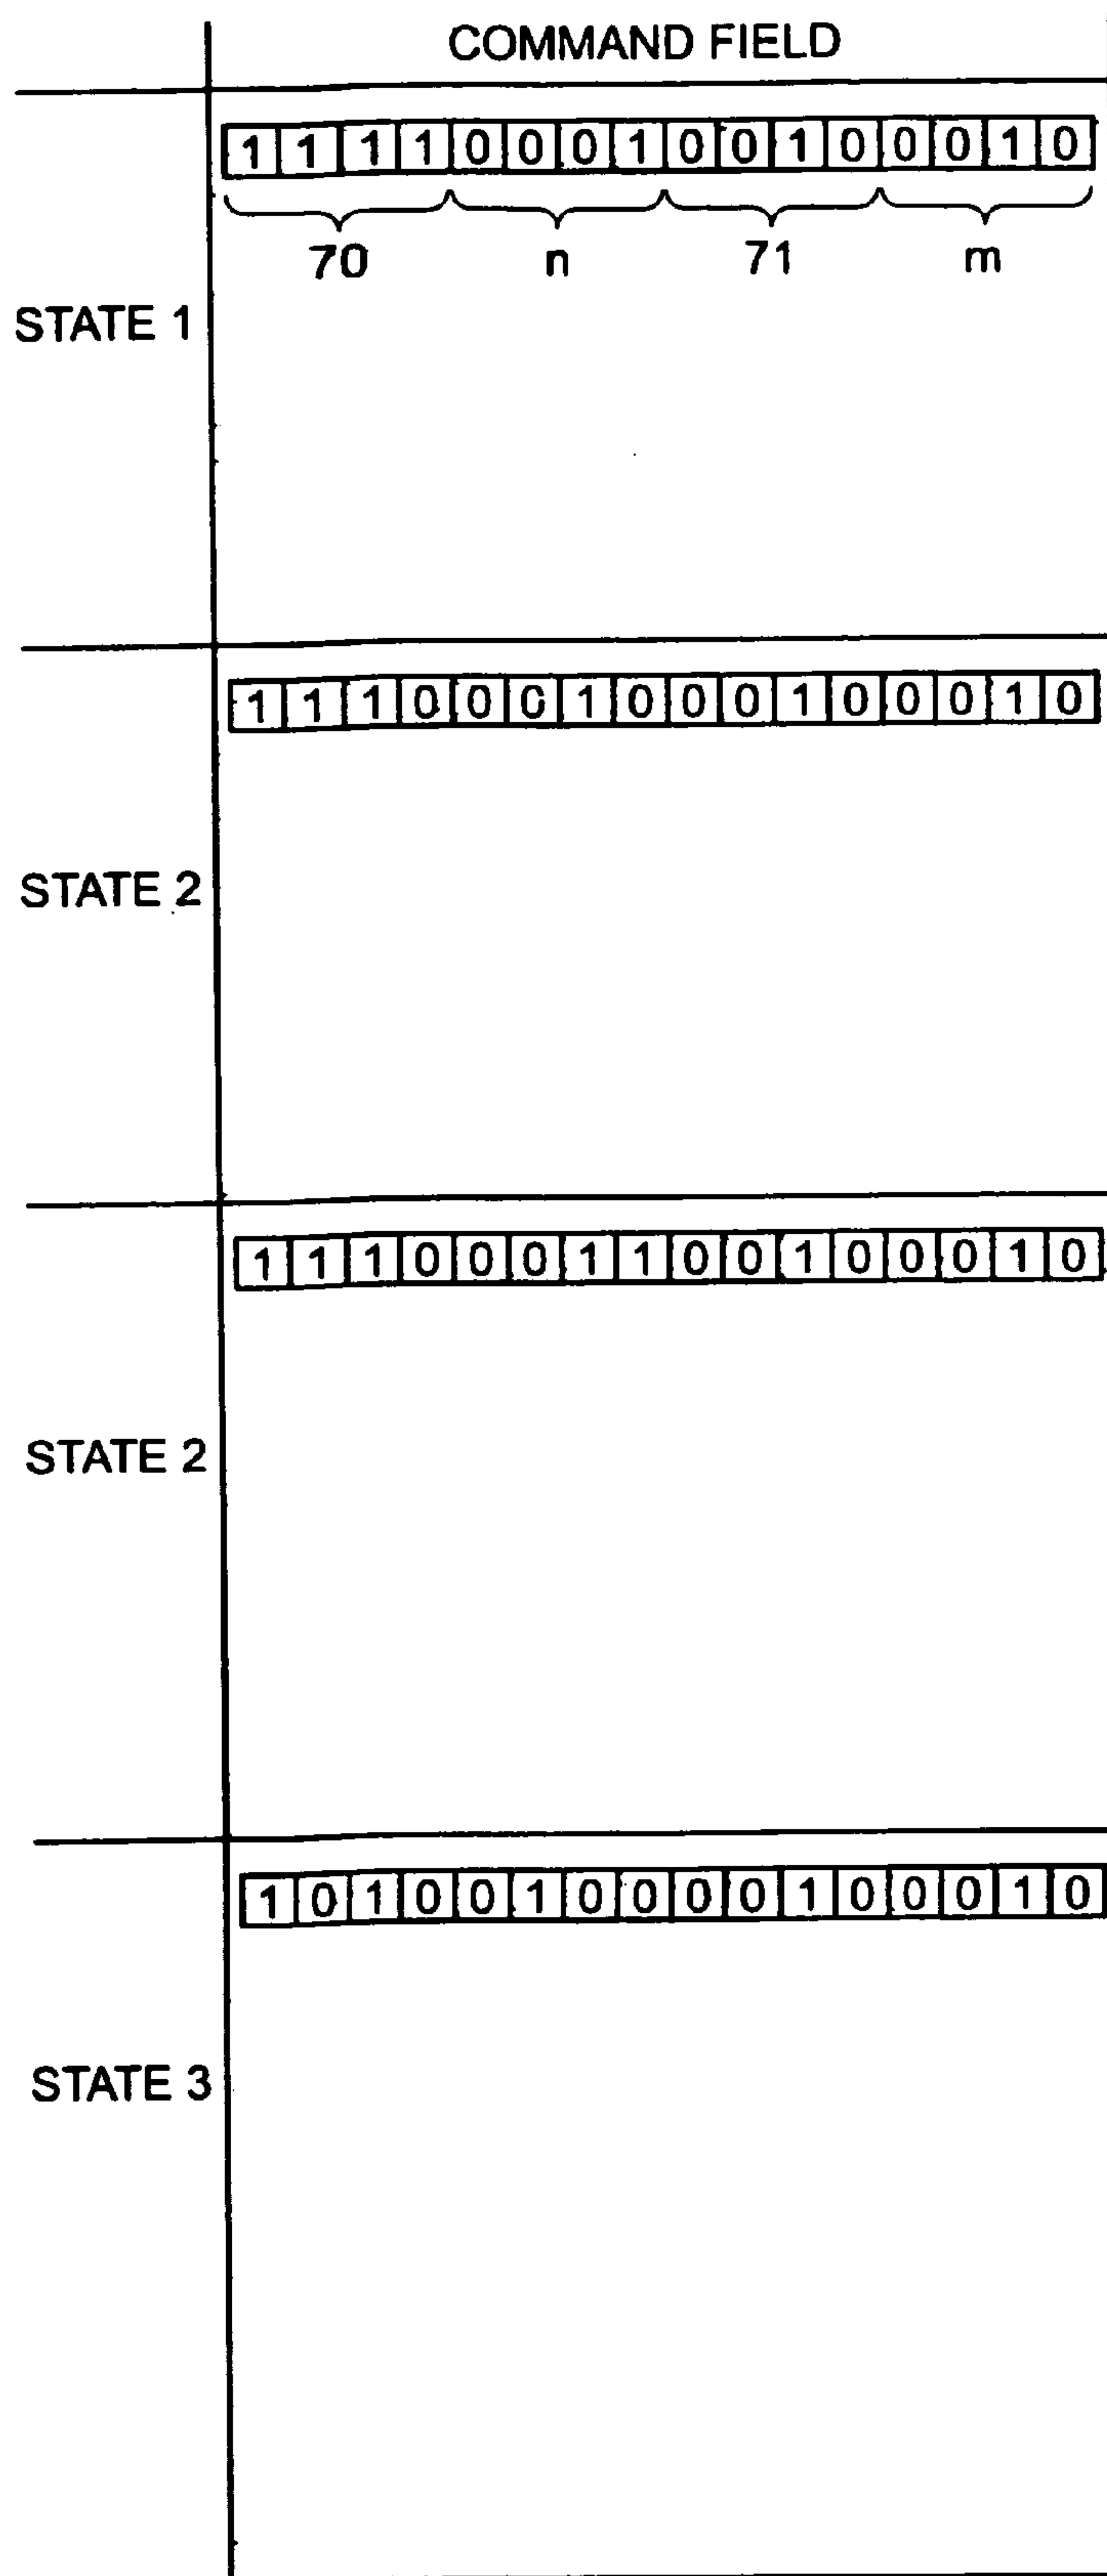 COMMAND FIELD
1 1 1 1 0 0 0 1 0 0 1 0 0 0 1 0
70 n 71 m
STATE 1
1 1 1 0 0 0 1 0 0 0 1 0 0 0 1 0
STATE 2
1 1 1 0 0 0 1 1 0 0 1 0 0 0 1 0
STATE 2
1 0 1 0 0 1 0 0 0 0 1 0 0 0 1 0
STATE 3